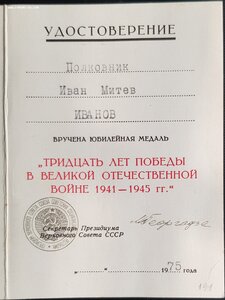 УДОСТОВЕРЕНИЕ
Полковник
Иван Митев
ИВАНОВ
ВРУЧЕНА ЮБИЛЕЙНАЯ МЕДАЛЬ
„ТРИДЦАТЬ ЛЕТ ПОБЕДЫ
В ВЕЛИКОЙ ОТЕЧЕСТВЕННОЙ
ВОЙНЕ 1941—1945 гг.“
Секретарь Президиума
Верховного Совета СССР
МГеоргадзе
„ “ 1975 года